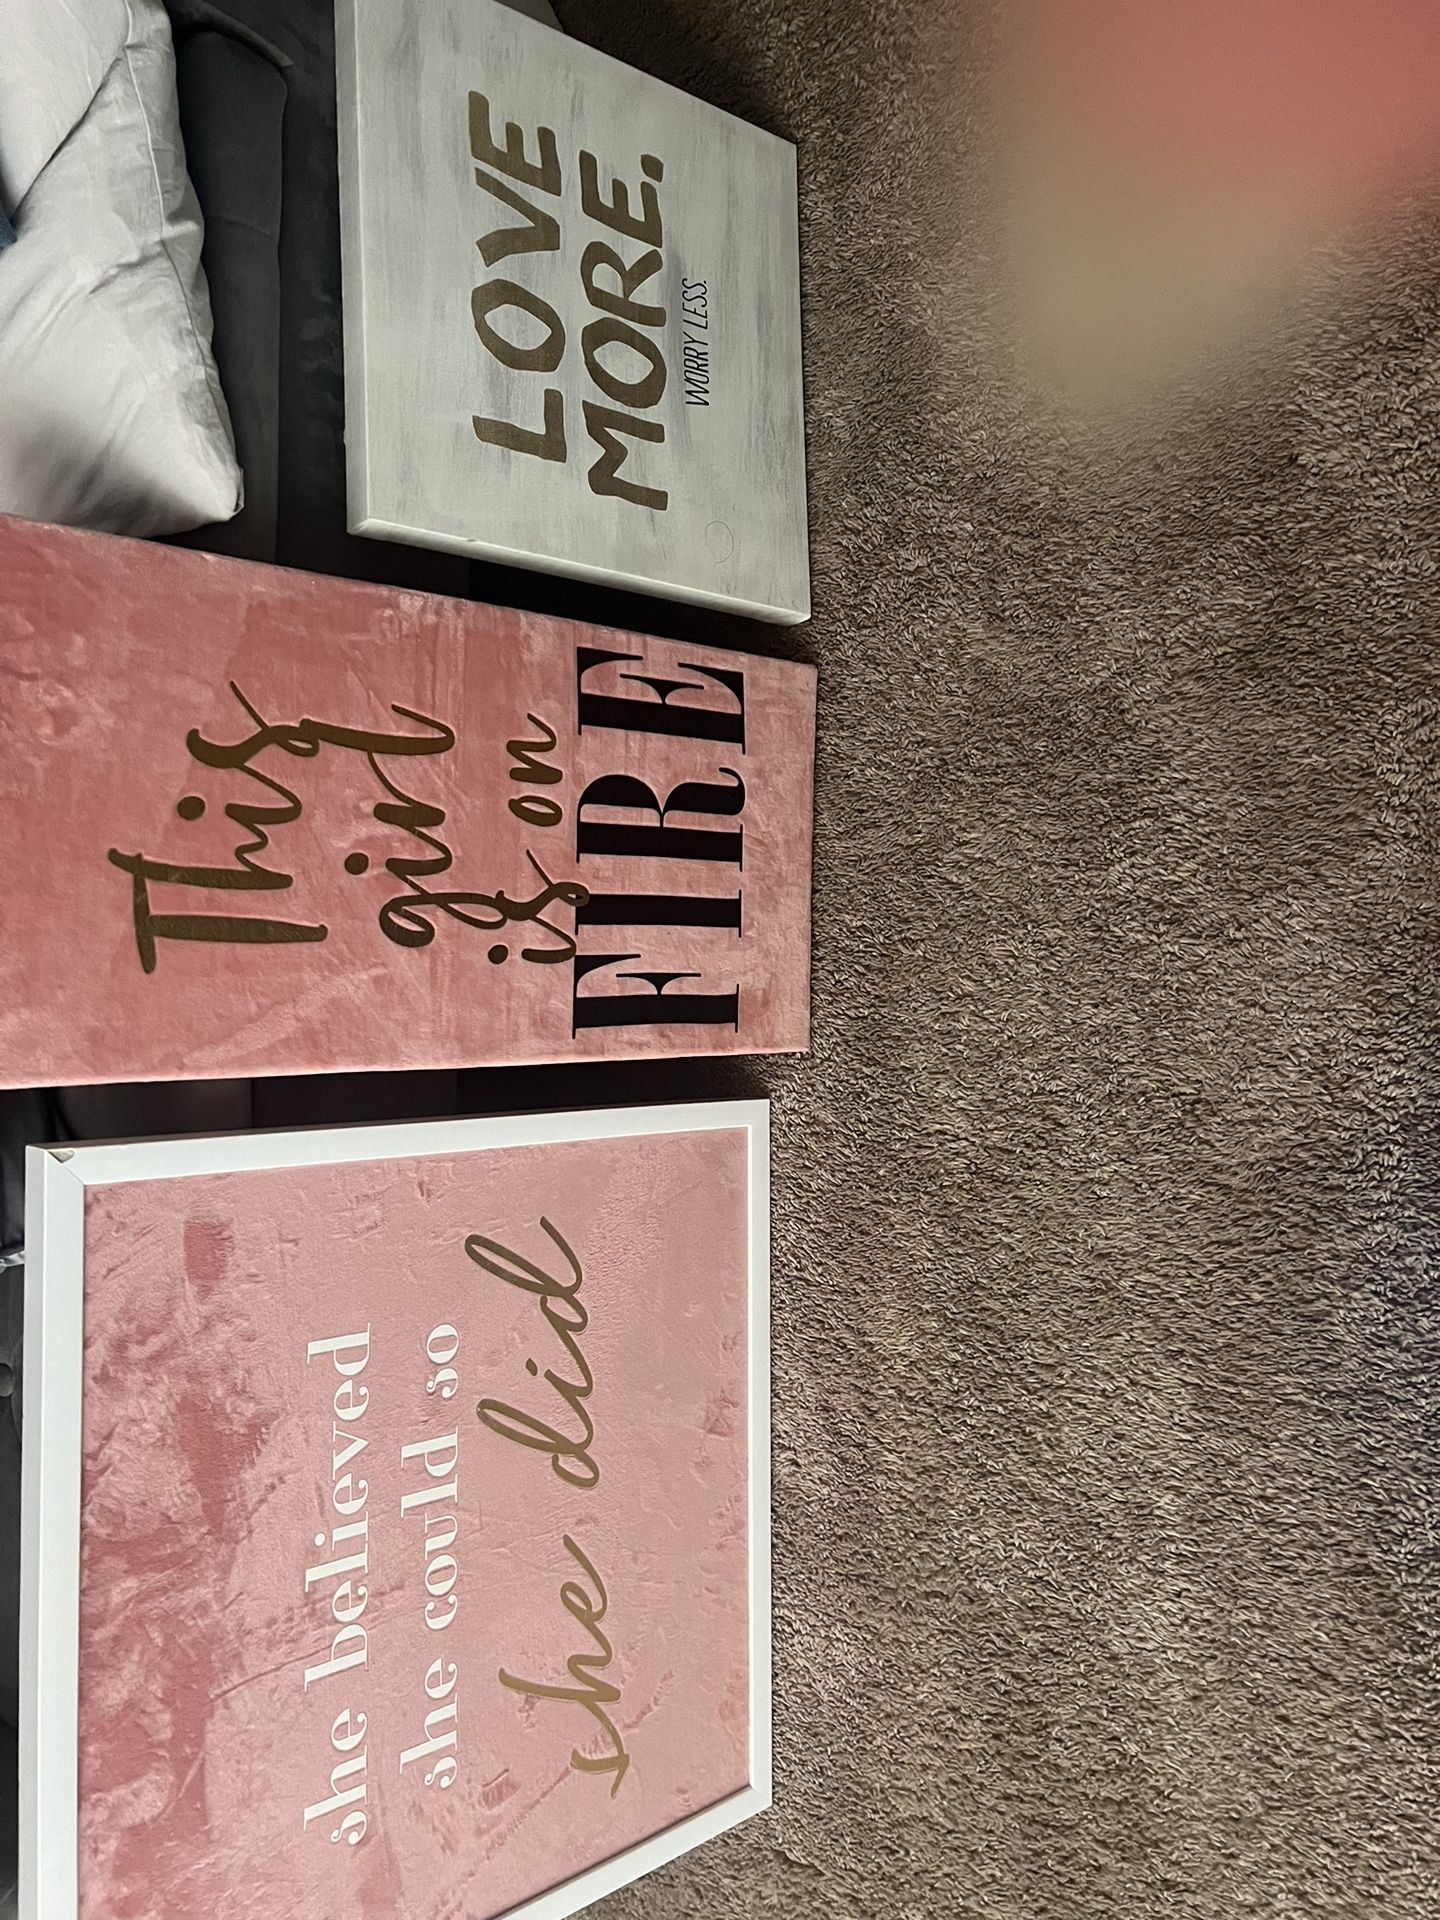 she believed
she could so
she did
This
girl
is on
FIRE
LOVE
MORE.
WORRY LESS.